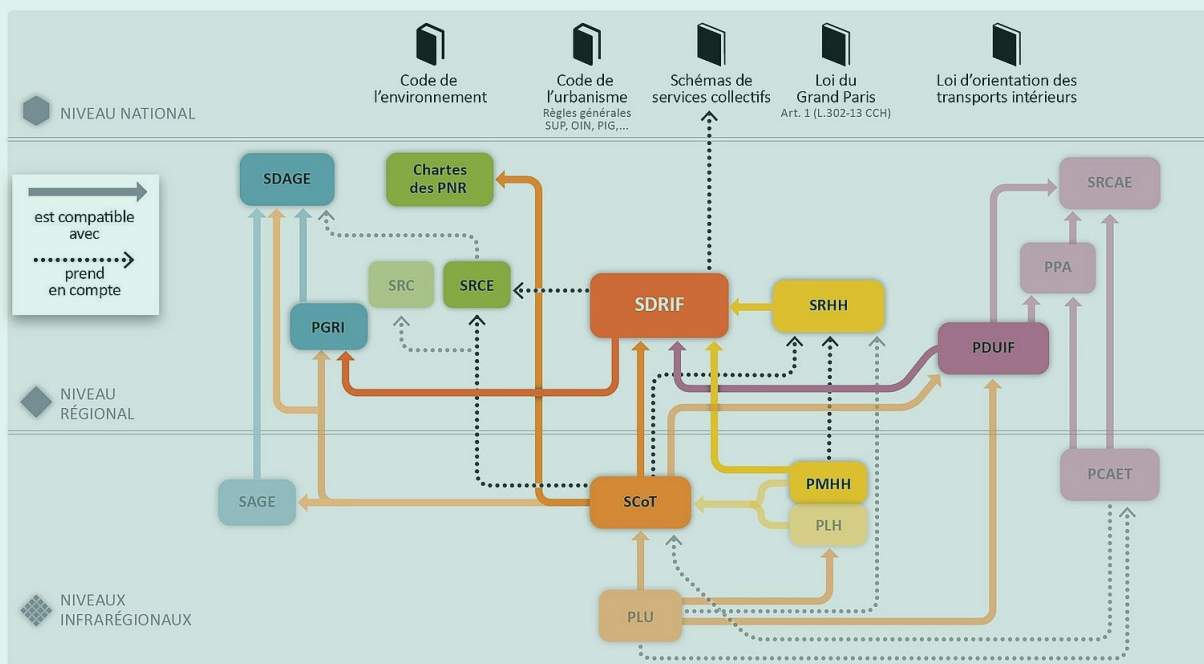 Code de
l'environnement
Code de
l'urbanisme
Règles générales
SUP, OIN, PIG,...
Schémas de
services collectifs
Loi du
Grand Paris
Art. 1 (L.302-13 CCH)
Loi d'orientation des
transports intérieurs
NIVEAU NATIONAL
est compatible
avec
prend
en compte
SDAGE
Chartes
des PNR
SRCAE
PPA
SRC
SRCE
SDRIF
SRHH
PGRI
PDUIF
NIVEAU
RÉGIONAL
SAGE
SCoT
PMHH
PLH
PCAET
PLU
NIVEAUX
INFRARÉGIONAUX